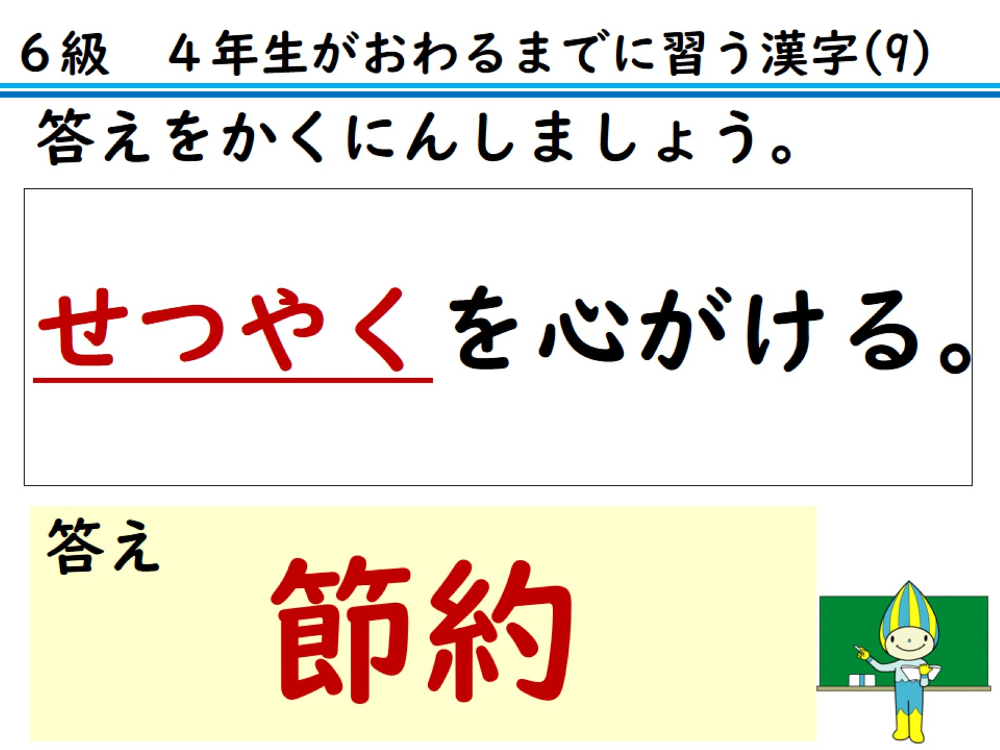 ６級　４年生がおわるまでに習う漢字(9)
答えをかくにんしましょう。
せつやくを心がける。
答え
節約